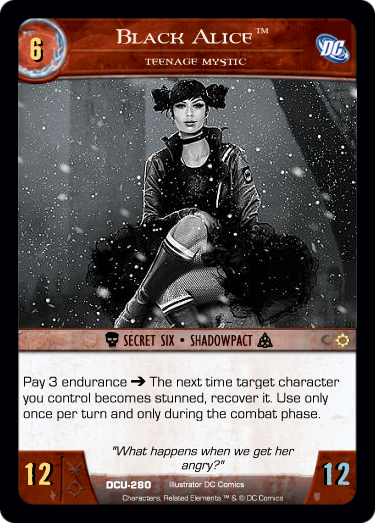 6
BLACK ALICE™
DC
TEENAGE MYSTIC
SECRET SIX • SHADOWPACT
Pay 3 endurance ➔ The next time target character
you control becomes stunned, recover it. Use only
once per turn and only during the combat phase.
"What happens when we get her
angry?"
12
DCU-280 Illustrator DC Comics
12
Characters, Related Elements ™ & © DC Comics